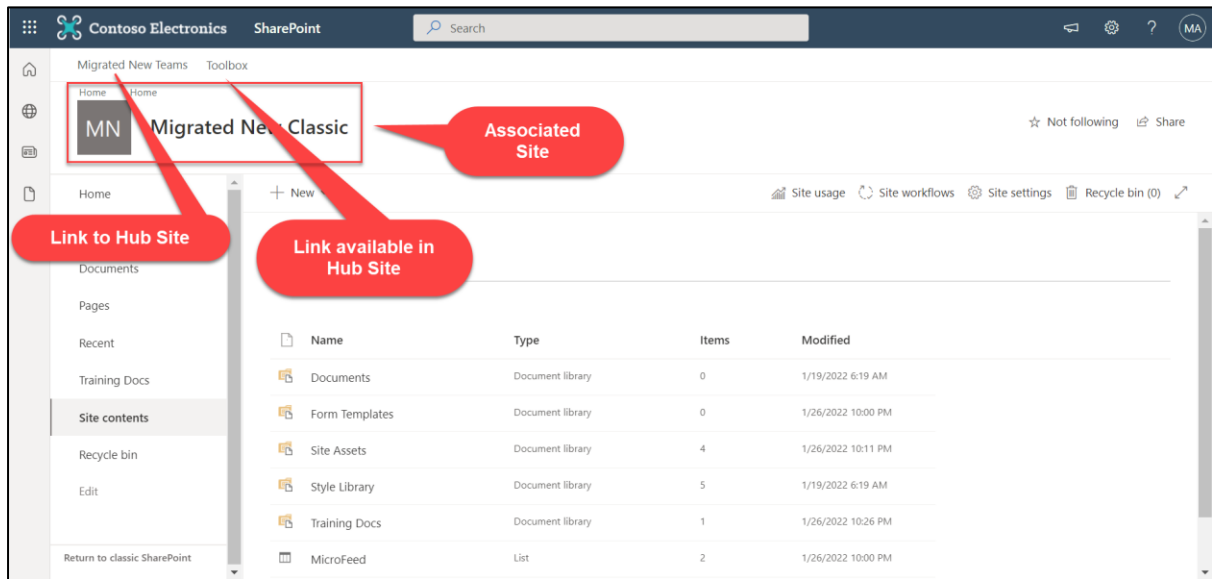 Contoso Electronics SharePoint Search ? MA
Migrated New Teams Toolbox
Home Home
MN Migrated New Classic
Associated
Site
Not following Share
Home
New
Site usage Site workflows Site settings Recycle bin (0)
Link to Hub Site
Link available in
Hub Site
Documents
Pages
Recent
Name Type Items Modified
Training Docs
Documents Document library 0 1/19/2022 6:19 AM
Site contents
Form Templates Document library 0 1/26/2022 10:00 PM
Recycle bin
Site Assets Document library 4 1/26/2022 10:11 PM
Edit
Style Library Document library 5 1/19/2022 6:19 AM
Training Docs Document library 1 1/26/2022 10:26 PM
Return to classic SharePoint
MicroFeed List 2 1/26/2022 10:00 PM